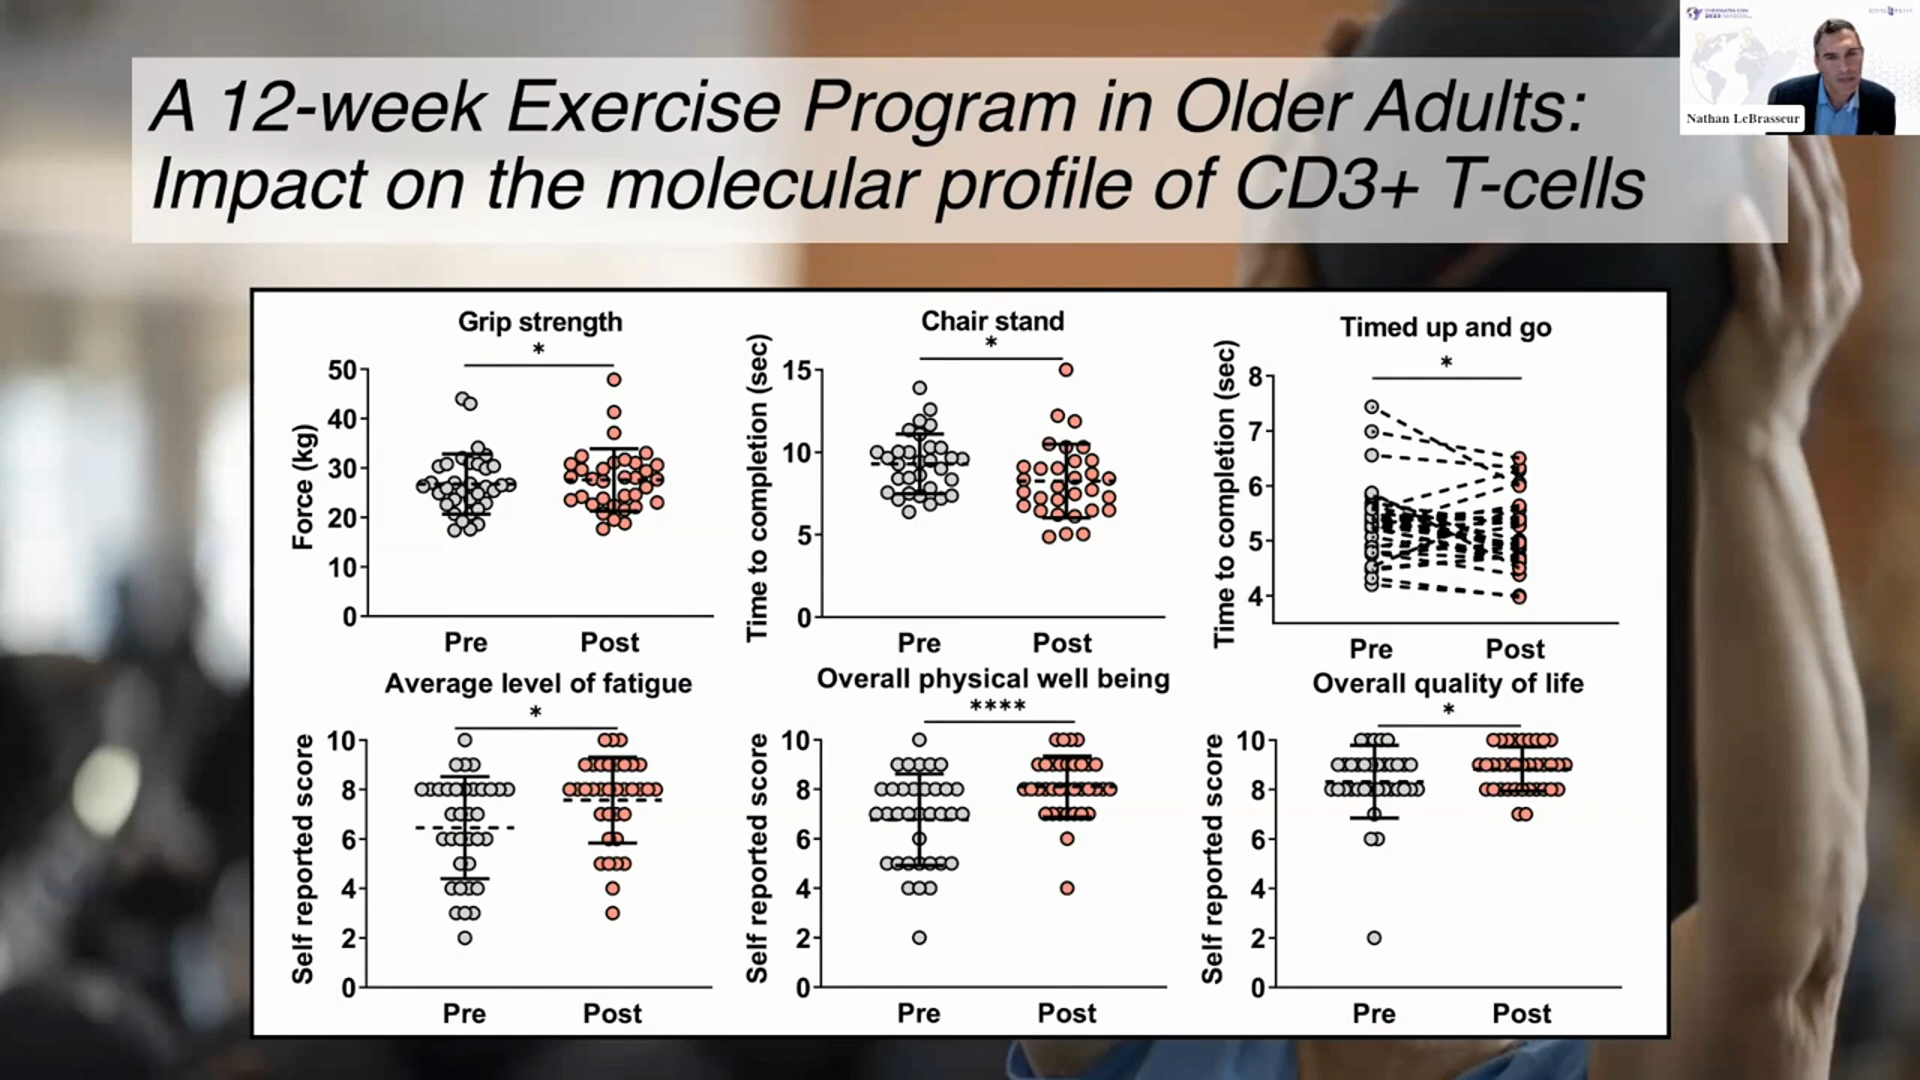 A 12-week Exercise Program in Older Adults:
Impact on the molecular profile of CD3+ T-cells
Nathan LeBrasseur
Grip strength
*
Force (kg)
50
40
30
20
10
0
Pre
Post
Chair stand
*
Time to completion (sec)
15
10
5
0
Pre
Post
Timed up and go
*
Time to completion (sec)
8
7
6
5
4
Pre
Post
Average level of fatigue
*
Self reported score
10
8
6
4
2
0
Pre
Post
Overall physical well being
****
Self reported score
10
8
6
4
2
0
Pre
Post
Overall quality of life
*
Self reported score
10
8
6
4
2
0
Pre
Post